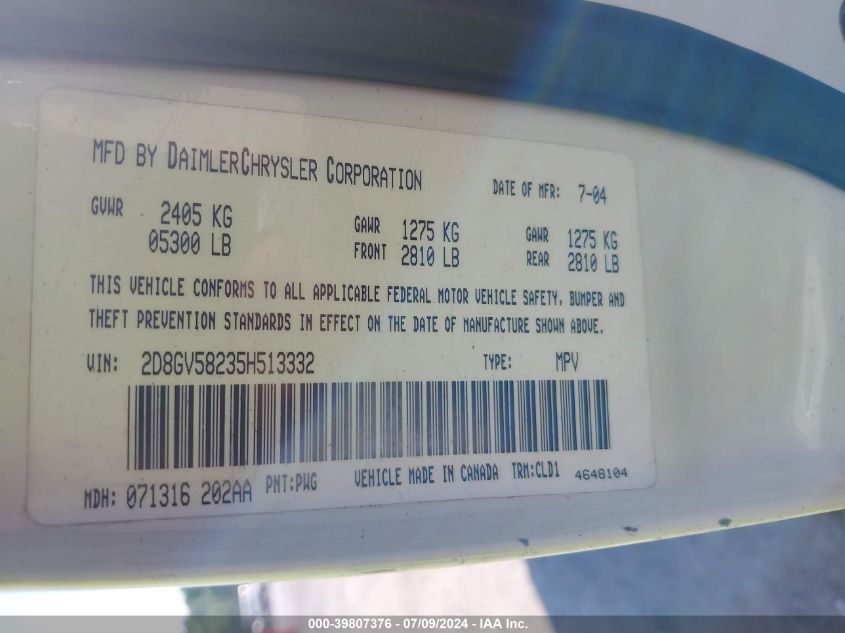 MFD BY DAIMLERCHRYSLER CORPORATION DATE OF MFR: 7-04
GVWR 2405 KG GAWR 1275 KG GAWR 1275 KG
05300 LB FRONT 2810 LB REAR 2810 LB
THIS VEHICLE CONFORMS TO ALL APPLICABLE FEDERAL MOTOR VEHICLE SAFETY, BUMPER AND
THEFT PREVENTION STANDARDS IN EFFECT ON THE DATE OF MANUFACTURE SHOWN ABOVE.
VIN: 2D8GV58235H513332 TYPE: MPV
MDH: 071316 202AA PNT:PWG VEHICLE MADE IN CANADA TRM:CLD1 4648104
000-39807376 / 07/09/2024 - IAA Inc.